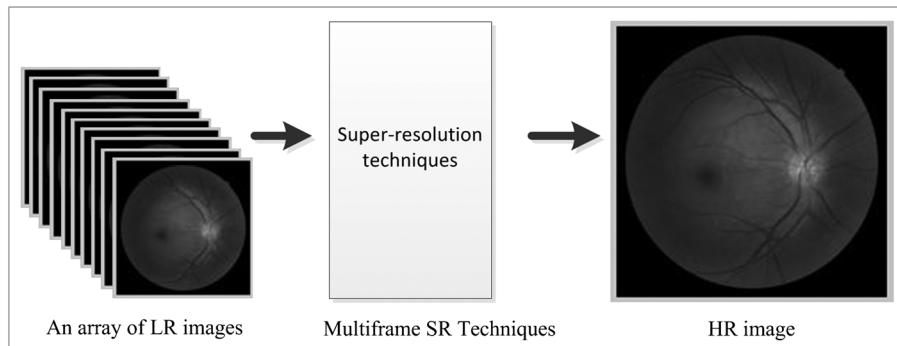 Super-resolution
techniques
An array of LR images
Multiframe SR Techniques
HR image